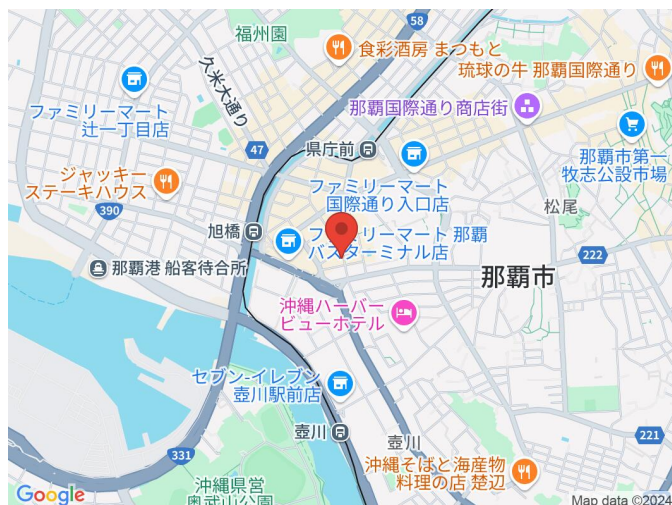 58
福州園
食彩酒房 まつもと
琉球の牛 那覇国際通り
久米大通り
ファミリーマート
辻一丁目店
那覇国際通り商店街
47
県庁前
那覇市第一
牧志公設市場
ジャッキー
ステーキハウス
ファミリーマート
国際通り入口店
松尾
390
旭橋
ファミリーマート 那覇
バスターミナル店
222
那覇港 船客待合所
那覇市
沖縄ハーバー
ビューホテル
セブン-イレブン
壺川駅前店
壺川
壺川
221
331
沖縄そばと海産物
料理の店 楚辺
沖縄県営
奥武山公園
Google
Map data ©2024